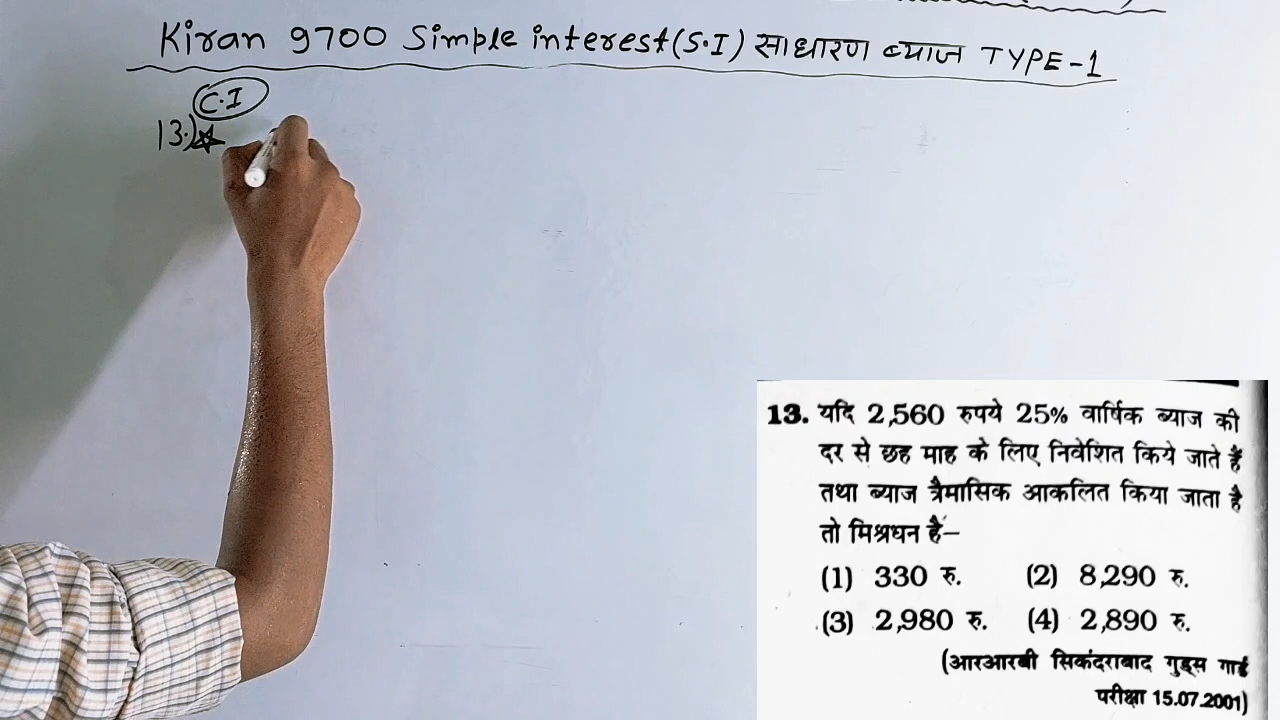 Kiran 9700 Simple interest(S.I) साधारण ब्याज TYPE-1
C.I
13.)
13. यदि 2,560 रुपये 25% वार्षिक ब्याज की
दर से छह माह के लिए निवेशित किये जाते हैं
तथा ब्याज त्रैमासिक आकलित किया जाता है
तो मिश्रधन है–
(1) 330 रु. (2) 8,290 रु.
(3) 2,980 रु. (4) 2,890 रु.
(आरआरबी सिकंदराबाद गुड्स गार्ड
परीक्षा 15.07.2001)